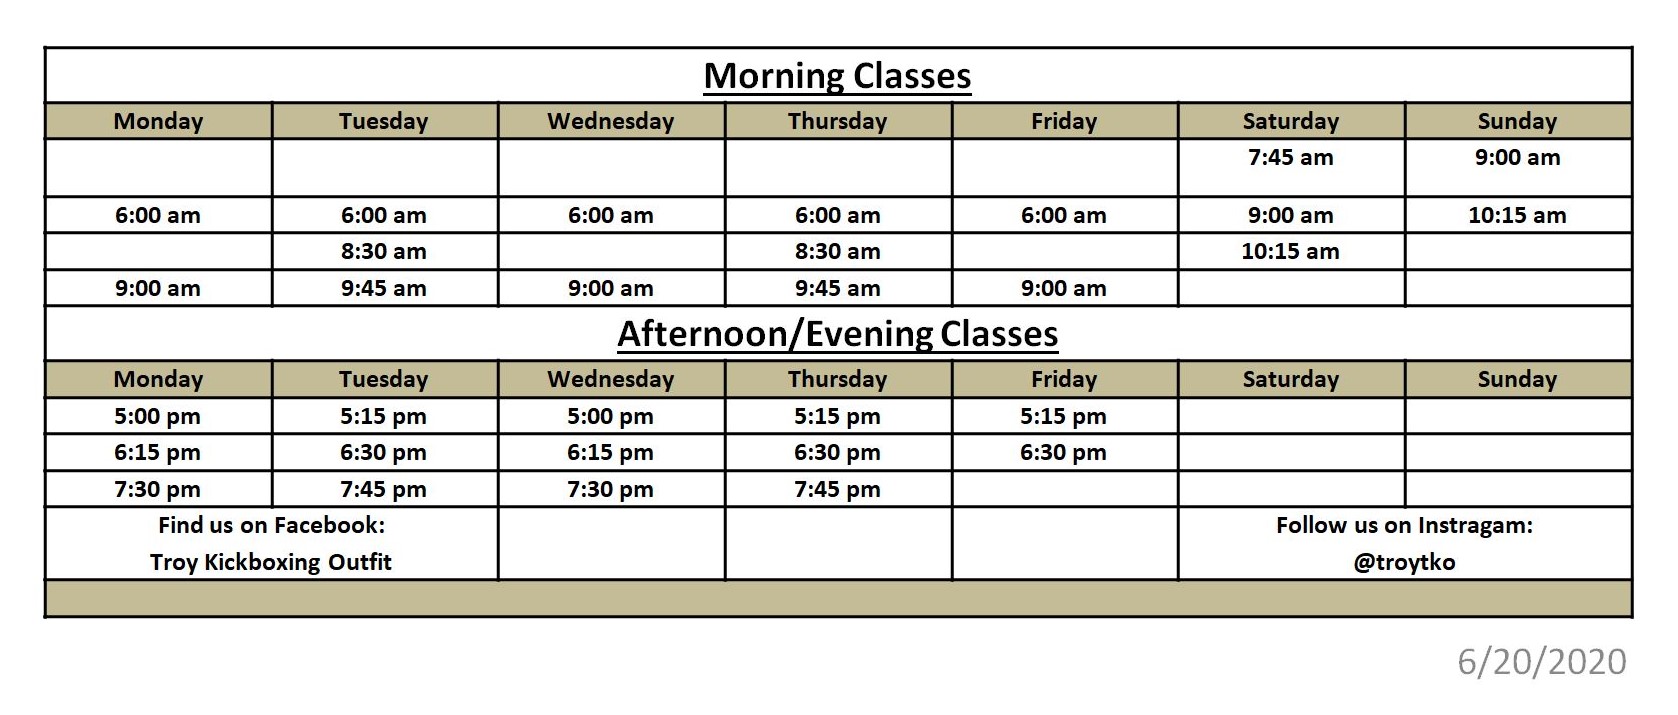 Morning Classes
Monday Tuesday Wednesday Thursday Friday Saturday Sunday
7:45 am 9:00 am
6:00 am 6:00 am 6:00 am 6:00 am 6:00 am 9:00 am 10:15 am
8:30 am 8:30 am 10:15 am
9:00 am 9:45 am 9:00 am 9:45 am 9:00 am
Afternoon/Evening Classes
Monday Tuesday Wednesday Thursday Friday Saturday Sunday
5:00 pm 5:15 pm 5:00 pm 5:15 pm 5:15 pm
6:15 pm 6:30 pm 6:15 pm 6:30 pm 6:30 pm
7:30 pm 7:45 pm 7:30 pm 7:45 pm
Find us on Facebook: Follow us on Instragam:
Troy Kickboxing Outfit @troytko
6/20/2020